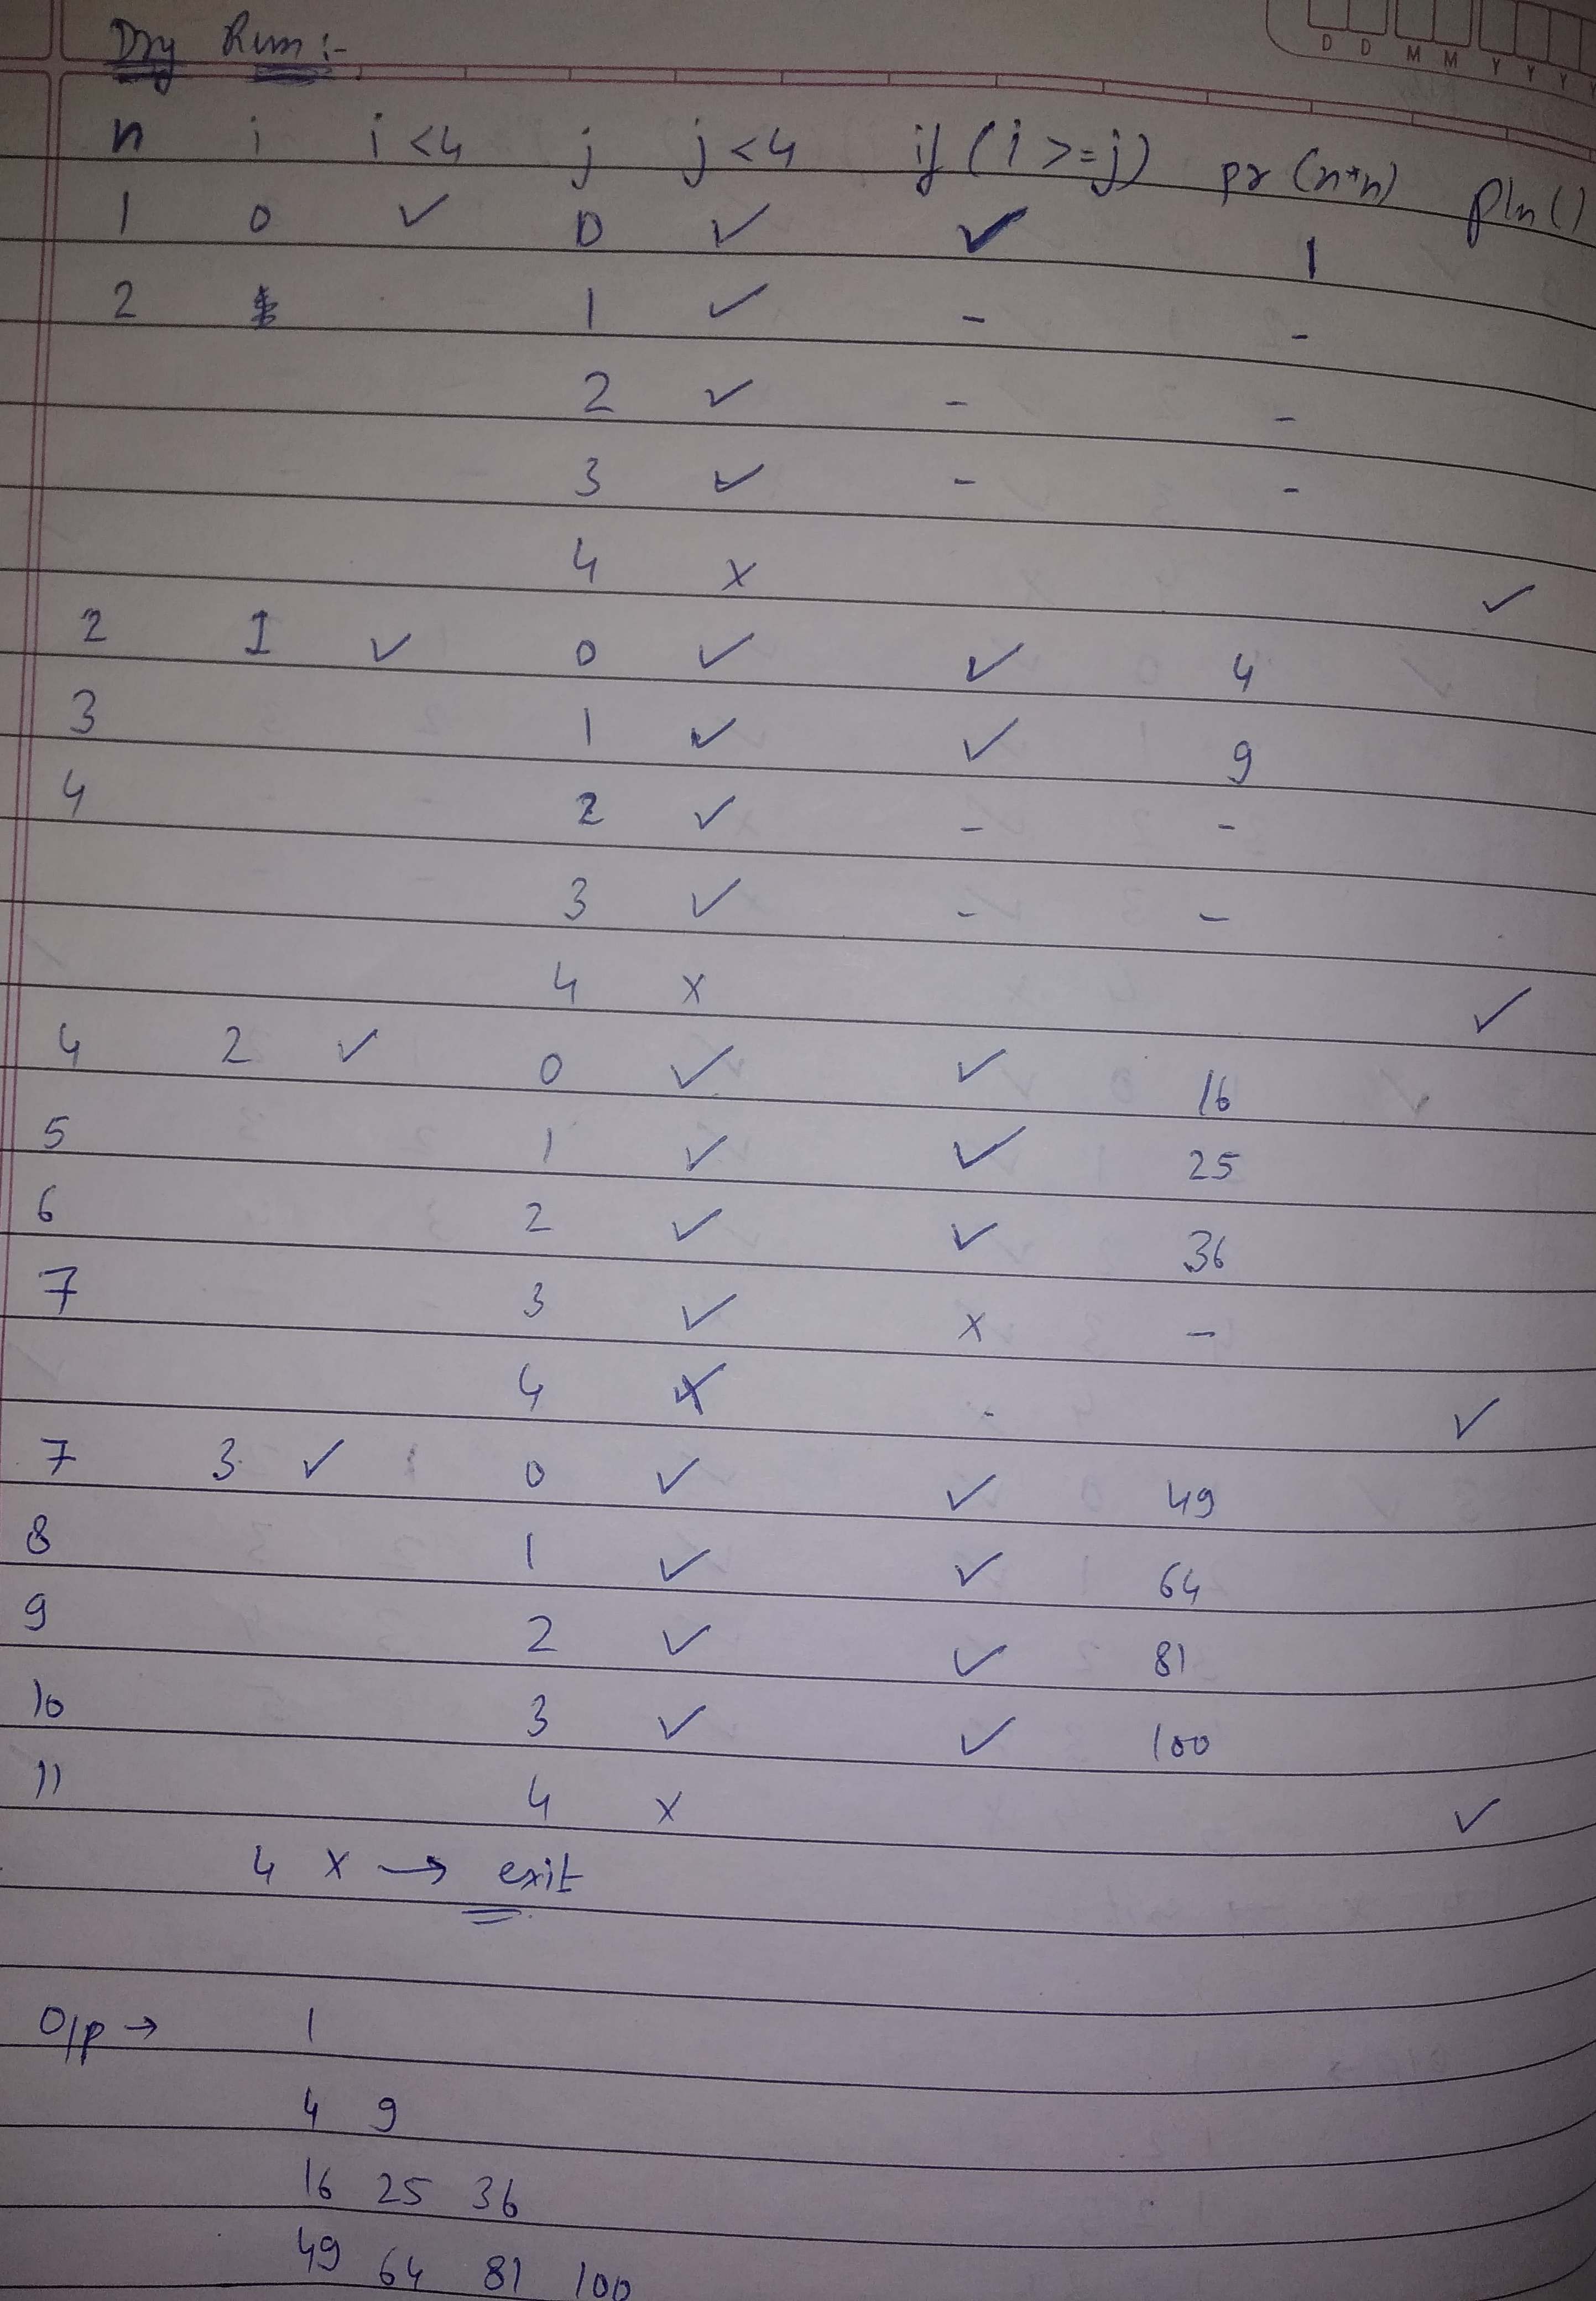 D D M M Y Y Y Y
Dry Run :-
n i i<4 j j<4 if (i >=j) pr (n*n) pln()
1 0 ✓ 0 ✓ ✓ 1
2 1 ✓ - -
2 ✓ - -
3 ✓ - -
4 x ✓
2 1 ✓ 0 ✓ ✓ 4
3 1 ✓ ✓ 9
4 2 ✓ - -
3 ✓ - -
4 x ✓
4 2 ✓ 0 ✓ ✓ 16
5 1 ✓ ✓ 25
6 2 ✓ ✓ 36
7 3 ✓ x -
4 x - ✓
7 3 ✓ 0 ✓ ✓ 49
8 1 ✓ ✓ 64
9 2 ✓ ✓ 81
10 3 ✓ ✓ 100
11 4 x ✓
4 x → exit
O/p → 1
4 9
16 25 36
49 64 81 100